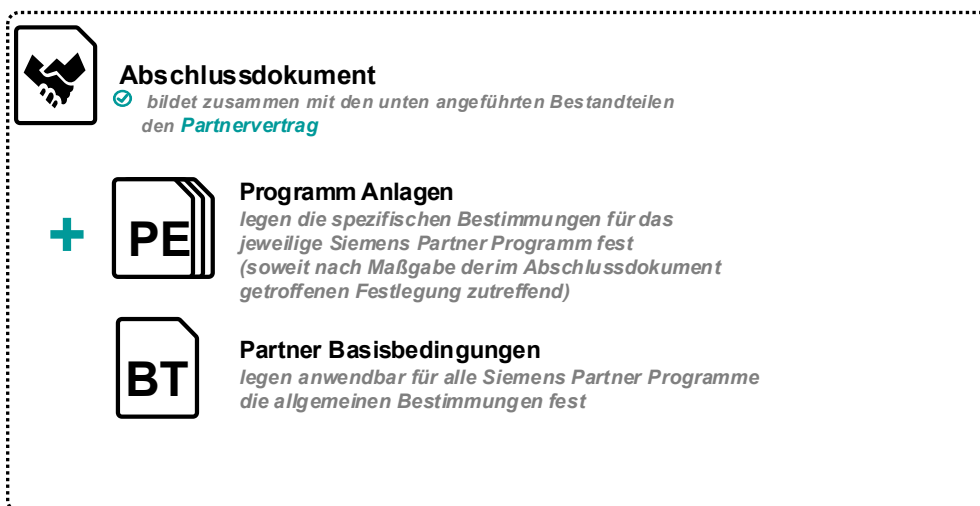 Abschlussdokument
bildet zusammen mit den unten angeführten Bestandteilen
den Partnervertrag
Programm Anlagen
PE
legen die spezifischen Bestimmungen für das
jeweilige Siemens Partner Programm fest
(soweit nach Maßgabe derim Abschlussdokument
getroffenen Festlegung zutreffend)
Partner Basisbedingungen
BT
legen anwendbar für alle Siemens Partner Programme
die allgemeinen Bestimmungen fest